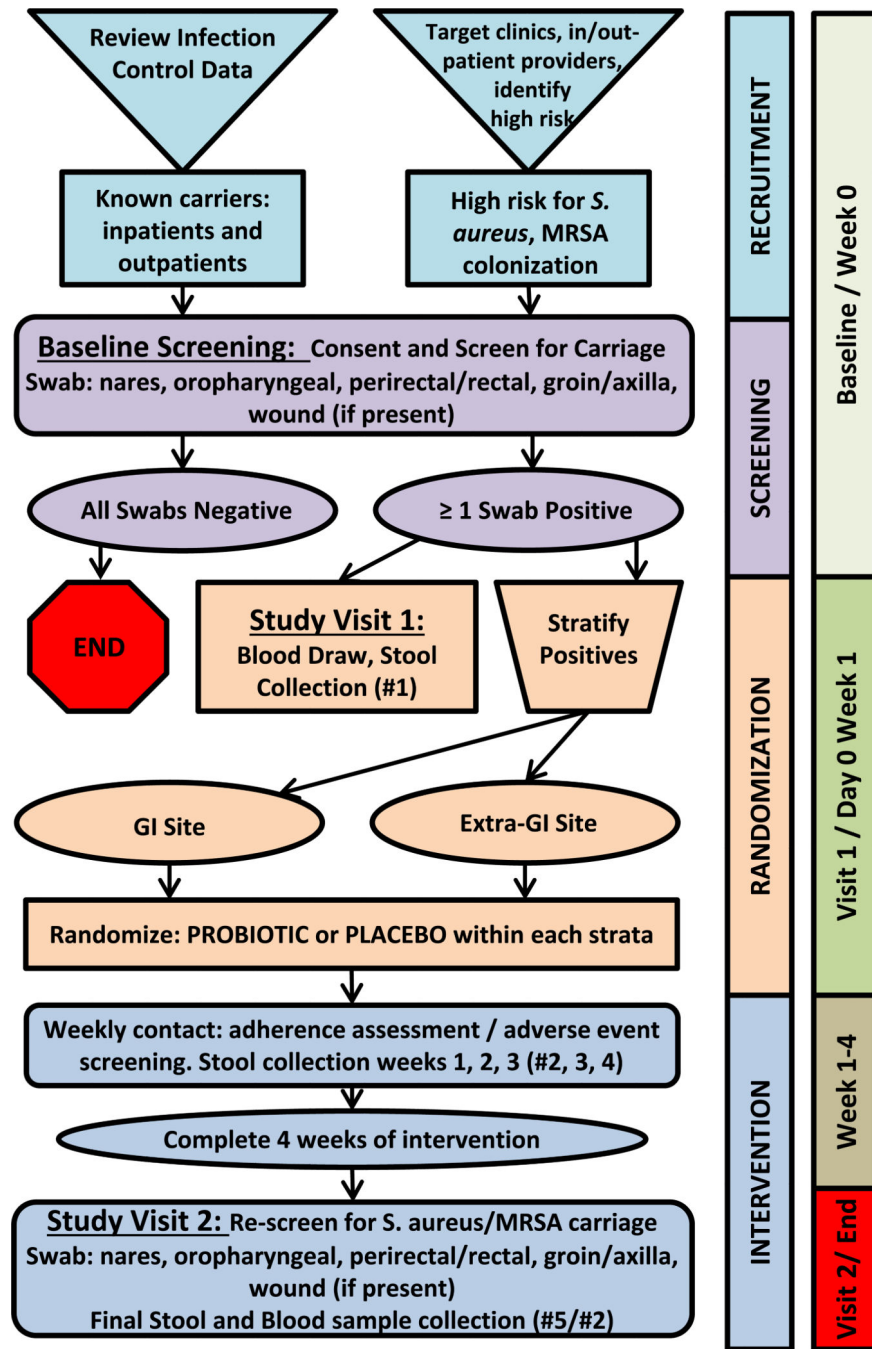 Review Infection
Control Data
Target clinics, in/out-
patient providers,
identify
high risk
Known carriers:
inpatients and
outpatients
High risk for S.
aureus, MRSA
colonization
Baseline Screening: Consent and Screen for Carriage
Swab: nares, oropharyngeal, perirectal/rectal, groin/axilla,
wound (if present)
All Swabs Negative
≥ 1 Swab Positive
END
Study Visit 1:
Blood Draw, Stool
Collection (#1)
Stratify
Positives
GI Site
Extra-GI Site
Randomize: PROBIOTIC or PLACEBO within each strata
Weekly contact: adherence assessment / adverse event
screening. Stool collection weeks 1, 2, 3 (#2, 3, 4)
Complete 4 weeks of intervention
Study Visit 2: Re-screen for S. aureus/MRSA carriage
Swab: nares, oropharyngeal, perirectal/rectal, groin/axilla,
wound (if present)
Final Stool and Blood sample collection (#5/#2)
RECRUITMENT
SCREENING
RANDOMIZATION
INTERVENTION
Baseline / Week 0
Visit 1 / Day 0 Week 1
Week 1-4
Visit 2/ End